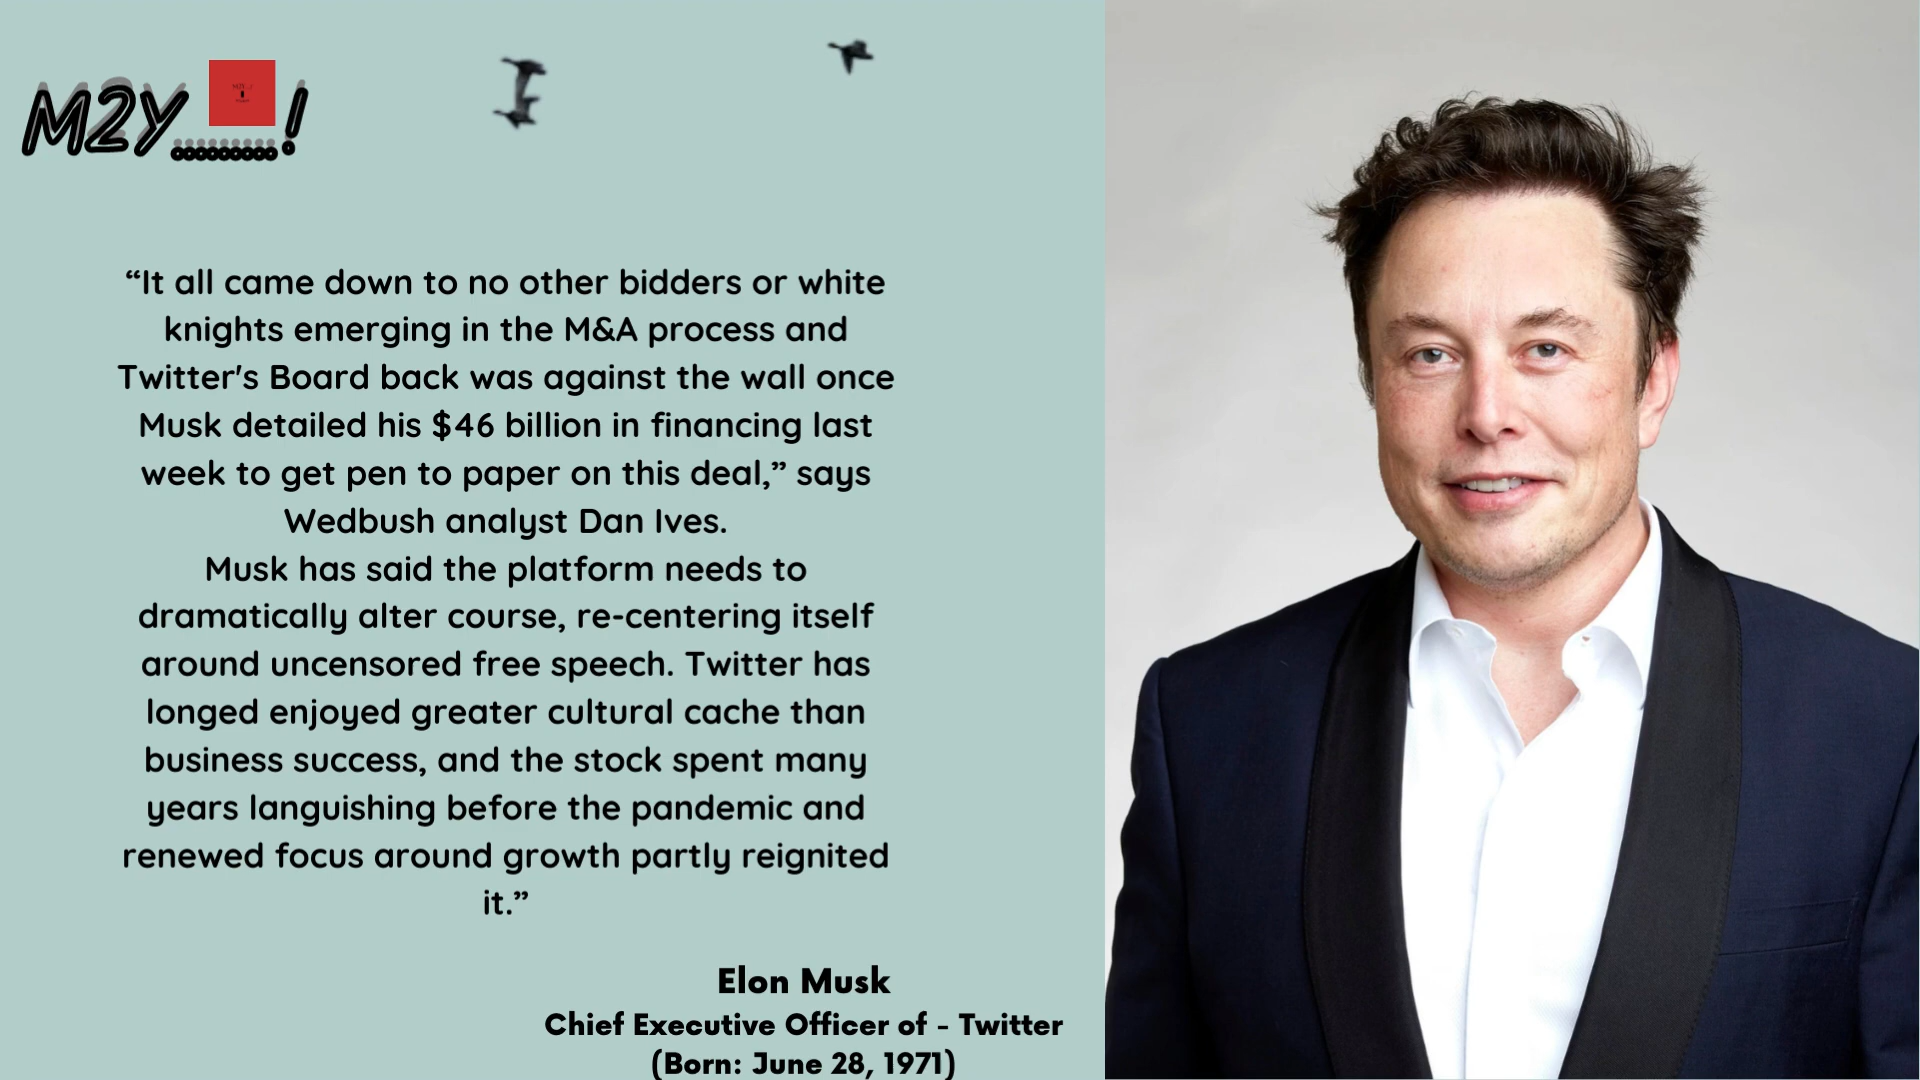 M2Y.........!
“It all came down to no other bidders or white
knights emerging in the M&A process and
Twitter's Board back was against the wall once
Musk detailed his $46 billion in financing last
week to get pen to paper on this deal,” says
Wedbush analyst Dan Ives.
Musk has said the platform needs to
dramatically alter course, re-centering itself
around uncensored free speech. Twitter has
longed enjoyed greater cultural cache than
business success, and the stock spent many
years languishing before the pandemic and
renewed focus around growth partly reignited
it.”
Elon Musk
Chief Executive Officer of - Twitter
(Born: June 28, 1971)